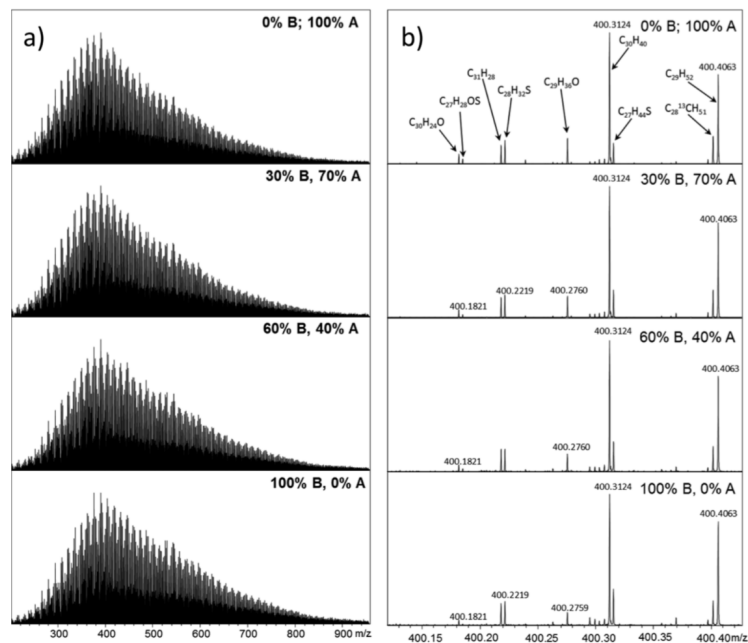 a)
0% B; 100% A
30% B, 70% A
60% B, 40% A
100% B, 0% A
300 400 500 600 700 800 900 m/z
b)
400.3124
0% B; 100% A
C30H40
400.4063
C31H28
C29H36O
C29H52
C27H28OS
C28H32S
C30H24O
C27H44S
C28¹³CH51
400.3124
30% B, 70% A
400.4063
400.2219
400.2760
400.1821
400.3124
60% B, 40% A
400.4063
400.2760
400.1821
400.3124
100% B, 0% A
400.4063
400.2219
400.2759
400.1821
400.15 400.20 400.25 400.30 400.35 400.40 m/z